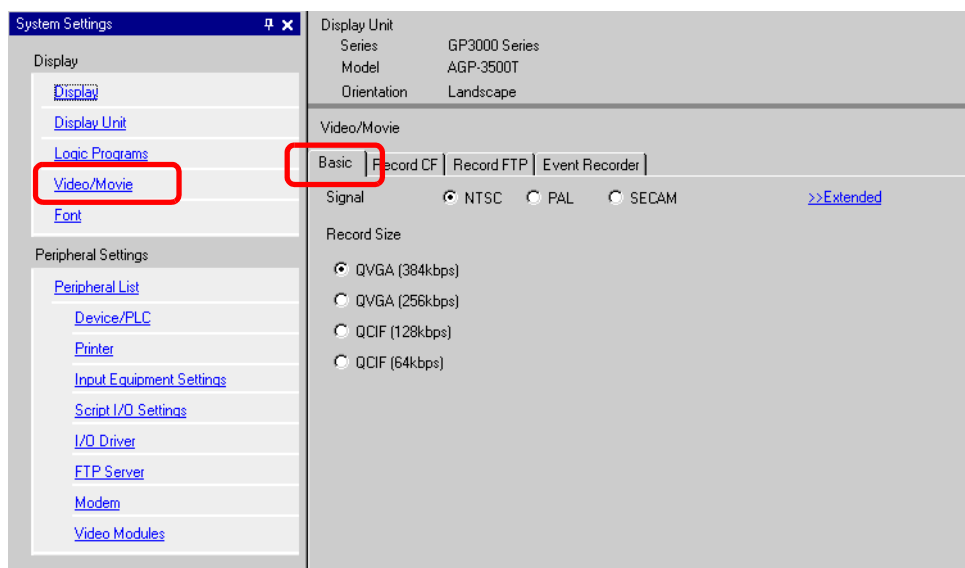 System Settings
Display
Display
Display Unit
Logic Programs
Video/Movie
Font
Peripheral Settings
Peripheral List
Device/PLC
Printer
Input Equipment Settings
Script I/O Settings
I/O Driver
FTP Server
Modem
Video Modules
Display Unit
Series GP3000 Series
Model AGP-3500T
Orientation Landscape
Video/Movie
Basic Record CF Record FTP Event Recorder
Signal NTSC PAL SECAM >>Extended
Record Size
QVGA (384kbps)
QVGA (256kbps)
QCIF (128kbps)
QCIF (64kbps)